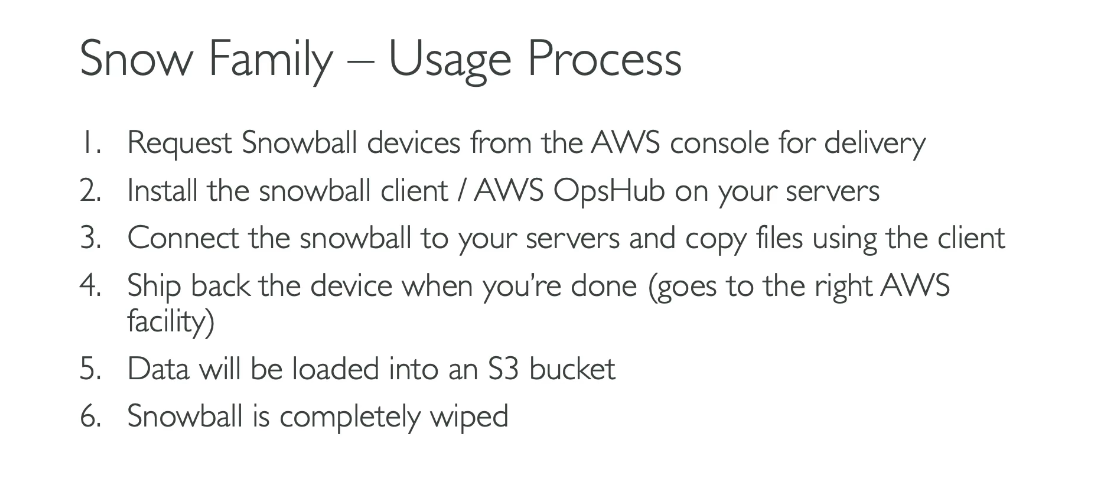 Snow Family – Usage Process
1. Request Snowball devices from the AWS console for delivery
2. Install the snowball client / AWS OpsHub on your servers
3. Connect the snowball to your servers and copy files using the client
4. Ship back the device when you’re done (goes to the right AWS
facility)
5. Data will be loaded into an S3 bucket
6. Snowball is completely wiped